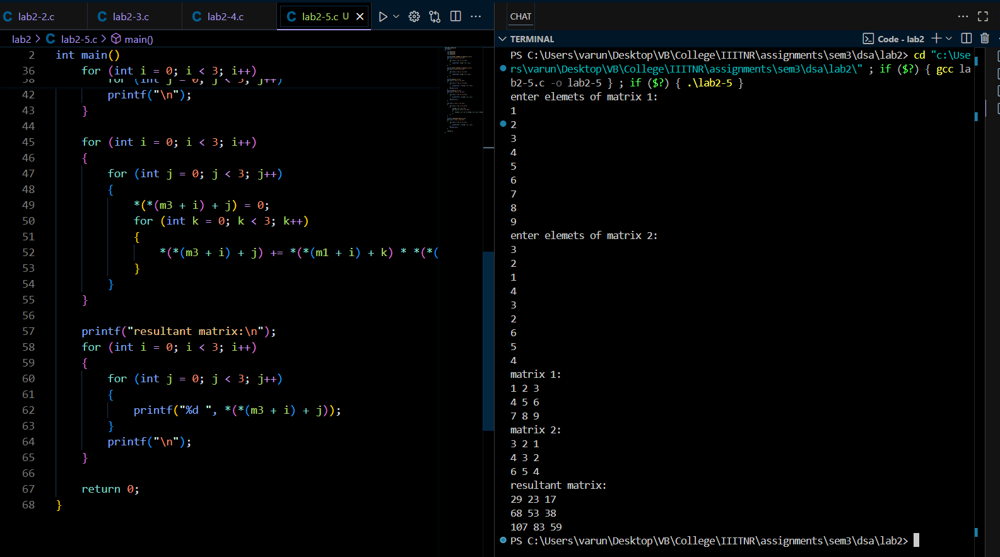 lab2-2.c lab2-3.c lab2-4.c lab2-5.c U
lab2 > lab2-5.c > main()
2 int main()
36 for (int i = 0; i < 3; i++)
38 for (int j = 0; j < 3; j++)
42 printf("\n");
43 }
44
45 for (int i = 0; i < 3; i++)
46 {
47 for (int j = 0; j < 3; j++)
48 {
49 *(*(m3 + i) + j) = 0;
50 for (int k = 0; k < 3; k++)
51 {
52 *(*(m3 + i) + j) += *(*(m1 + i) + k) * *(*(
53 }
54 }
55 }
56
57 printf("resultant matrix:\n");
58 for (int i = 0; i < 3; i++)
59 {
60 for (int j = 0; j < 3; j++)
61 {
62 printf("%d ", *(*(m3 + i) + j));
63 }
64 printf("\n");
65 }
66
67 return 0;
68 }
CHAT
TERMINAL Code - lab2
PS C:\Users\varun\Desktop\VB\College\IIITNR\assignments\sem3\dsa\lab2> cd "c:\Use
rs\varun\Desktop\VB\College\IIITNR\assignments\sem3\dsa\lab2\" ; if ($?) { gcc la
b2-5.c -o lab2-5 } ; if ($?) { .\lab2-5 }
enter elemets of matrix 1:
1
2
3
4
5
6
7
8
9
enter elemets of matrix 2:
3
2
1
4
3
2
6
5
4
matrix 1:
1 2 3
4 5 6
7 8 9
matrix 2:
3 2 1
4 3 2
6 5 4
resultant matrix:
29 23 17
68 53 38
107 83 59
PS C:\Users\varun\Desktop\VB\College\IIITNR\assignments\sem3\dsa\lab2>